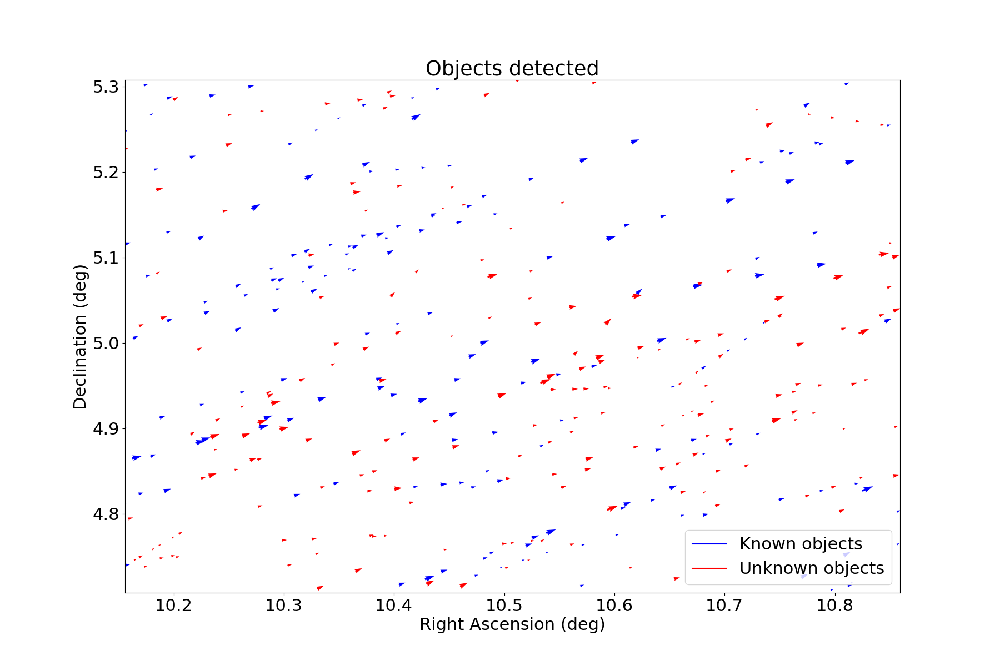 Objects detected
5.3
5.2
5.1
5.0
4.9
4.8
Declination (deg)
10.2 10.3 10.4 10.5 10.6 10.7 10.8
Right Ascension (deg)
Known objects
Unknown objects